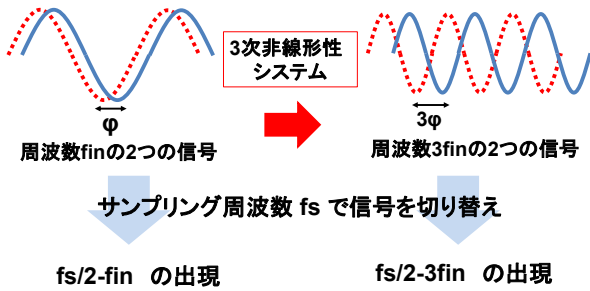 3次非線形性
システム
φ
3φ
周波数finの2つの信号
周波数3finの2つの信号
サンプリング周波数 fs で信号を切り替え
fs/2-fin の出現
fs/2-3fin の出現